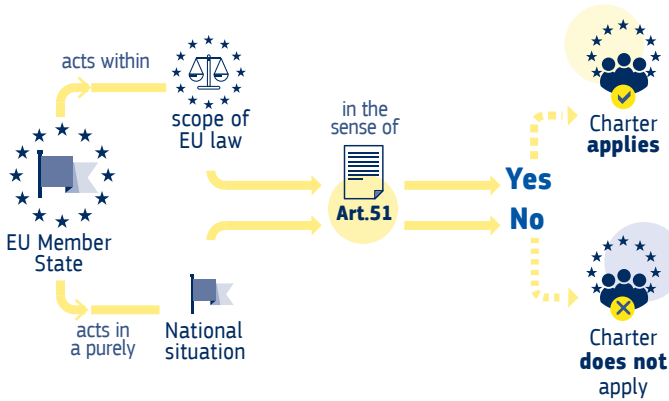 acts within
scope of
EU law
in the
sense of
Art.51
Yes
No
Charter
applies
EU Member
State
acts in
a purely
National
situation
Charter
does not
apply